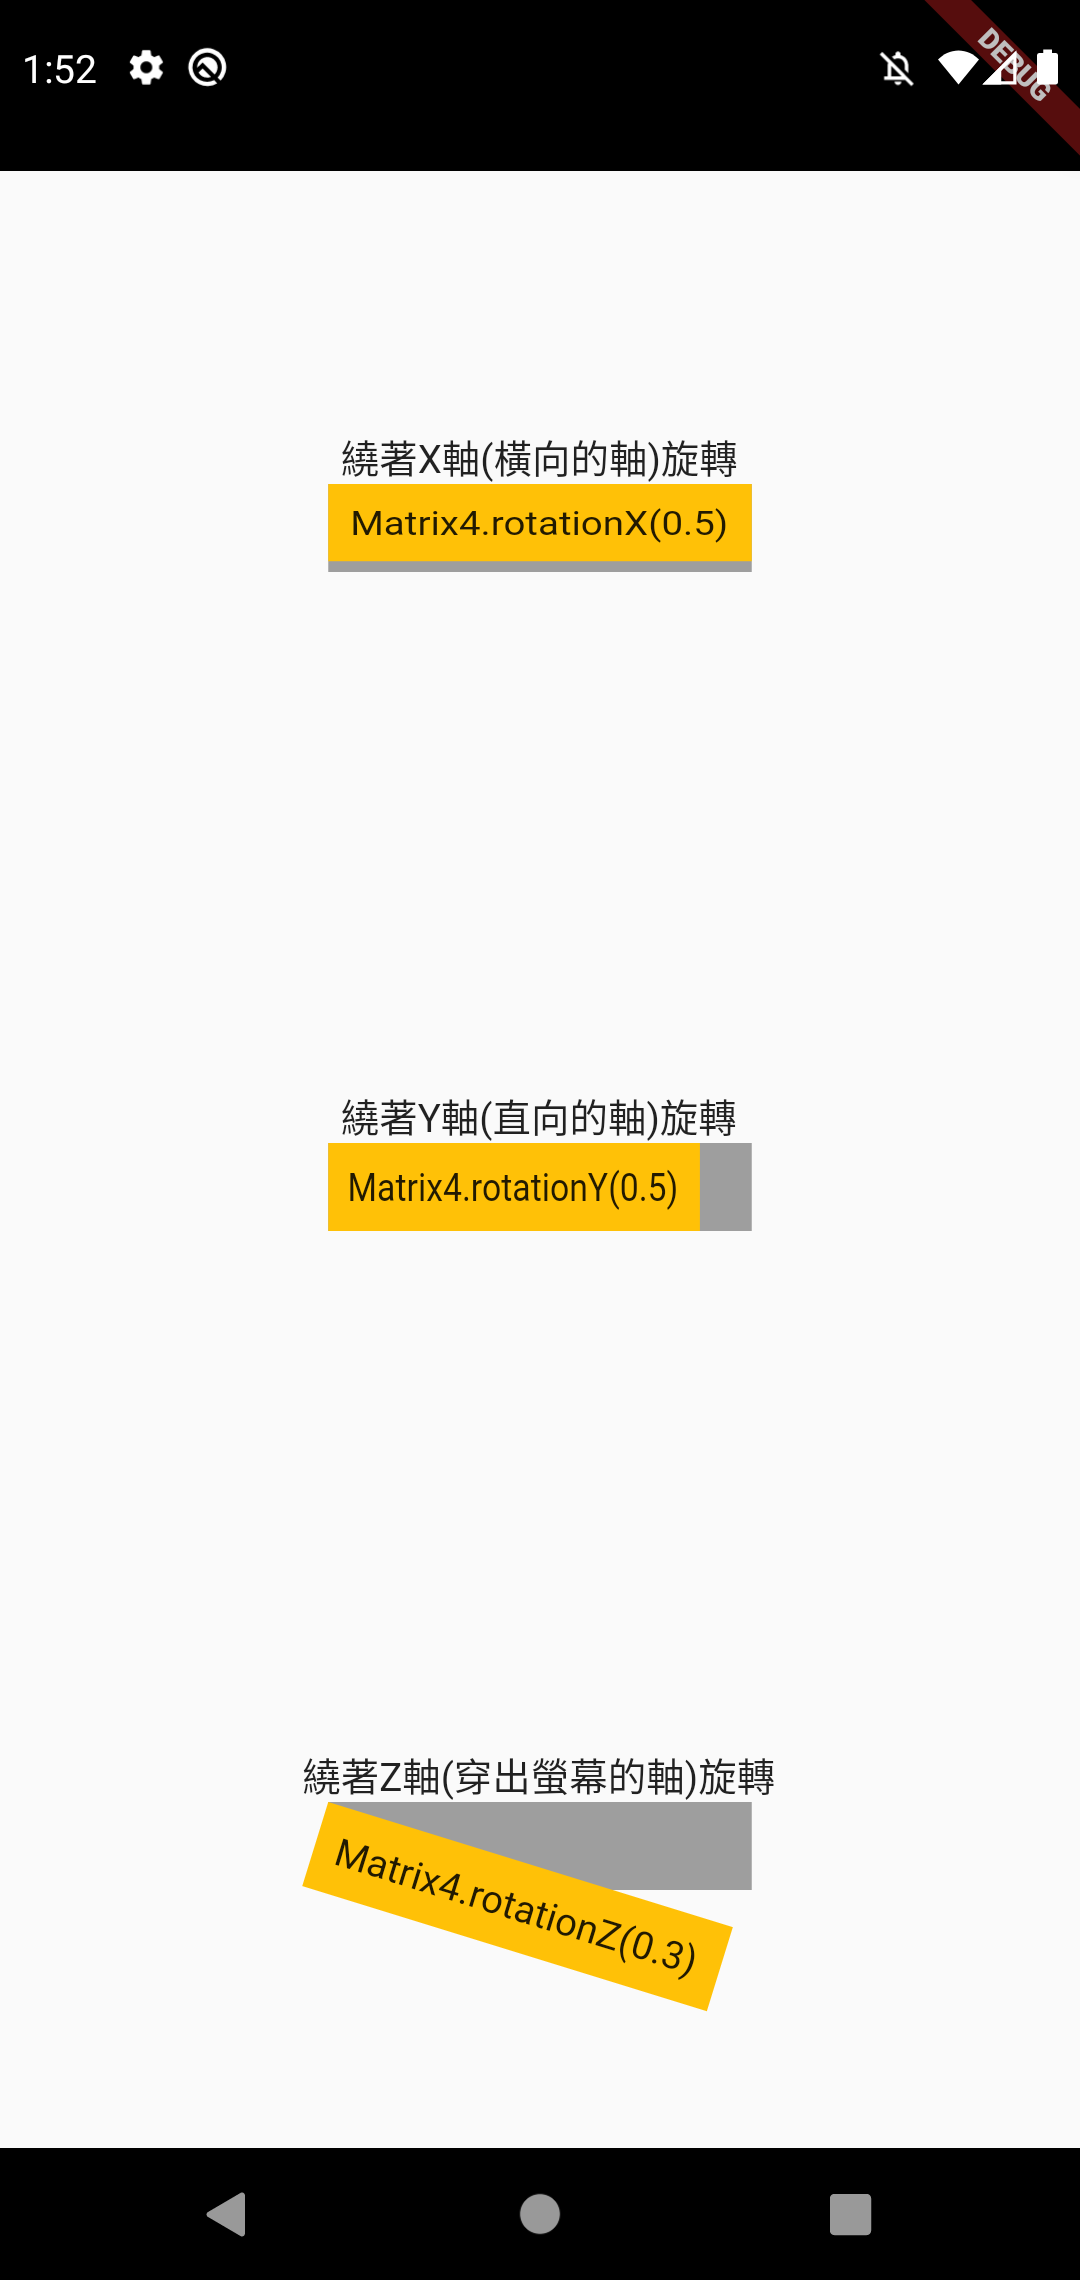 1:52
DEBUG
繞著X軸(橫向的軸)旋轉
Matrix4.rotationX(0.5)
繞著Y軸(直向的軸)旋轉
Matrix4.rotationY(0.5)
繞著Z軸(穿出螢幕的軸)旋轉
Matrix4.rotationZ(0.3)